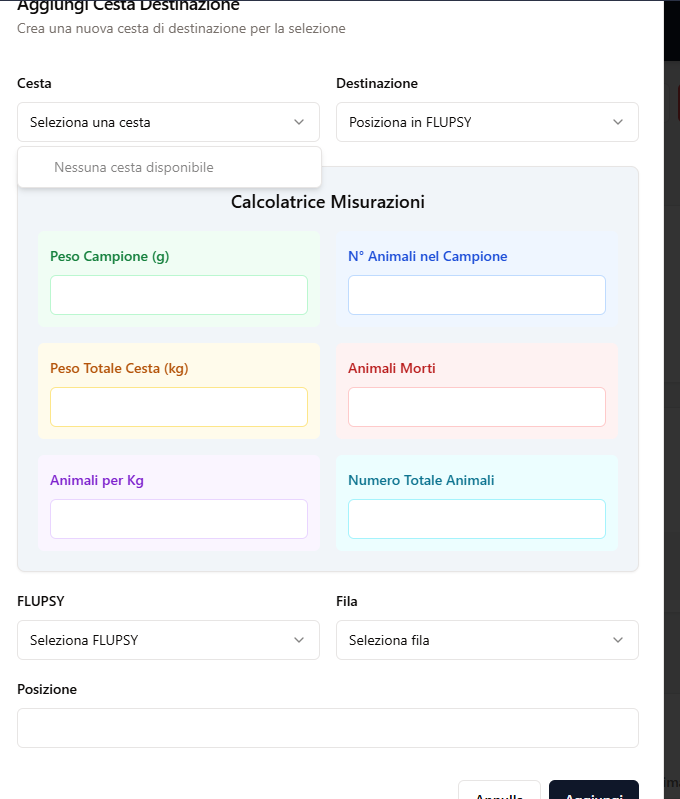 Aggiungi Cesta Destinazione
Crea una nuova cesta di destinazione per la selezione
Cesta
Destinazione
Seleziona una cesta
Posiziona in FLUPSY
Nessuna cesta disponibile
Calcolatrice Misurazioni
Peso Campione (g)
N° Animali nel Campione
Peso Totale Cesta (kg)
Animali Morti
Animali per Kg
Numero Totale Animali
FLUPSY
Fila
Seleziona FLUPSY
Seleziona fila
Posizione
Annulla
Aggiungi